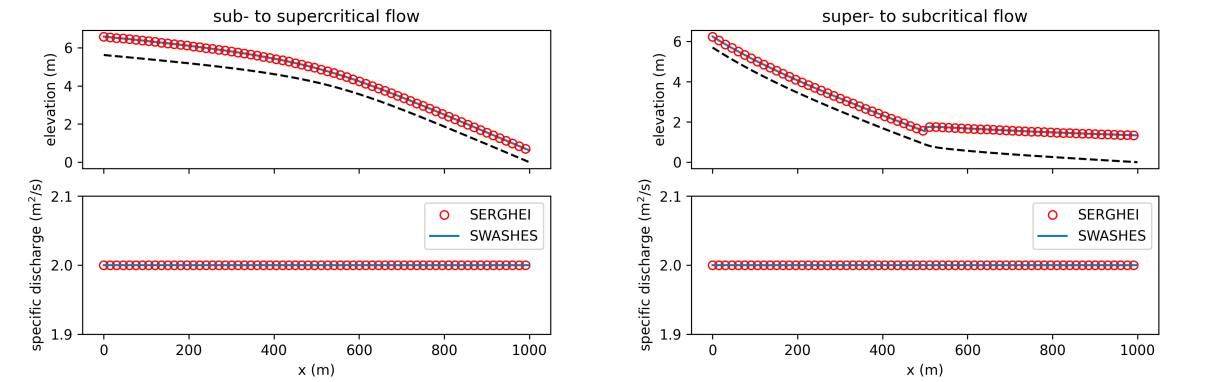 sub- to supercritical flow
elevation (m)
6
4
2
0
specific discharge (m²/s)
2.1
2.0
1.9
SERGHEI
SWASHES
0 200 400 600 800 1000
x (m)
super- to subcritical flow
elevation (m)
6
4
2
0
specific discharge (m²/s)
2.1
2.0
1.9
SERGHEI
SWASHES
0 200 400 600 800 1000
x (m)